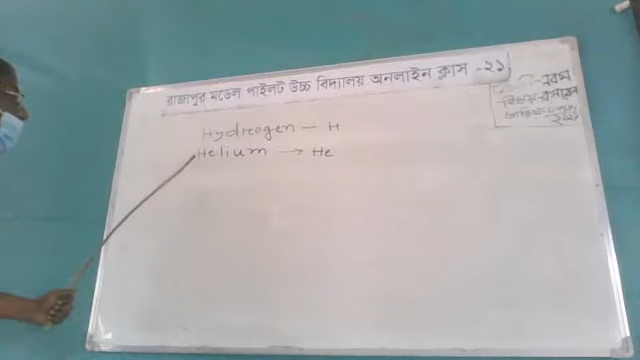 রাজাপুর মডেল পাইলট উচ্চ বিদ্যালয় অনলাইন ক্লাস -২১
Hydrogen — H
Helium → He